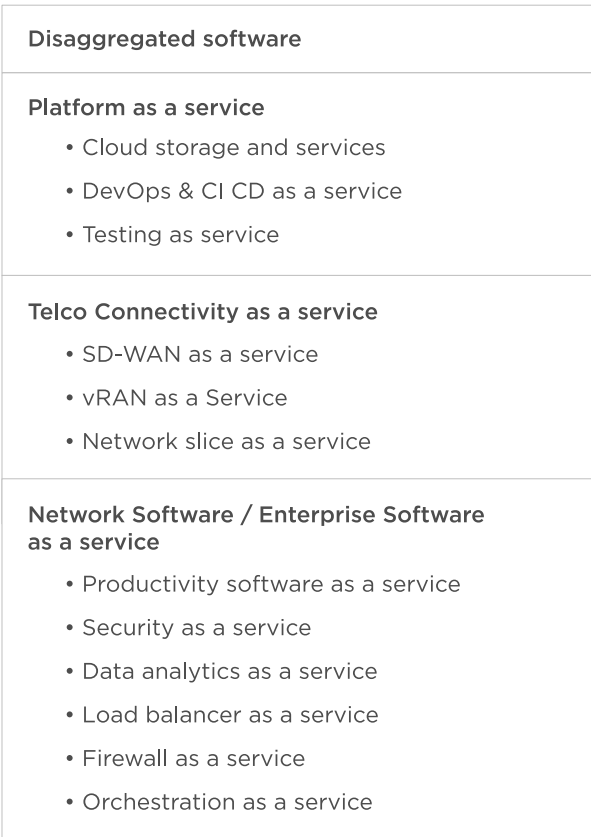 Disaggregated software
Platform as a service
• Cloud storage and services
• DevOps & CI CD as a service
• Testing as service
Telco Connectivity as a service
• SD-WAN as a service
• vRAN as a Service
• Network slice as a service
Network Software / Enterprise Software
as a service
• Productivity software as a service
• Security as a service
• Data analytics as a service
• Load balancer as a service
• Firewall as a service
• Orchestration as a service